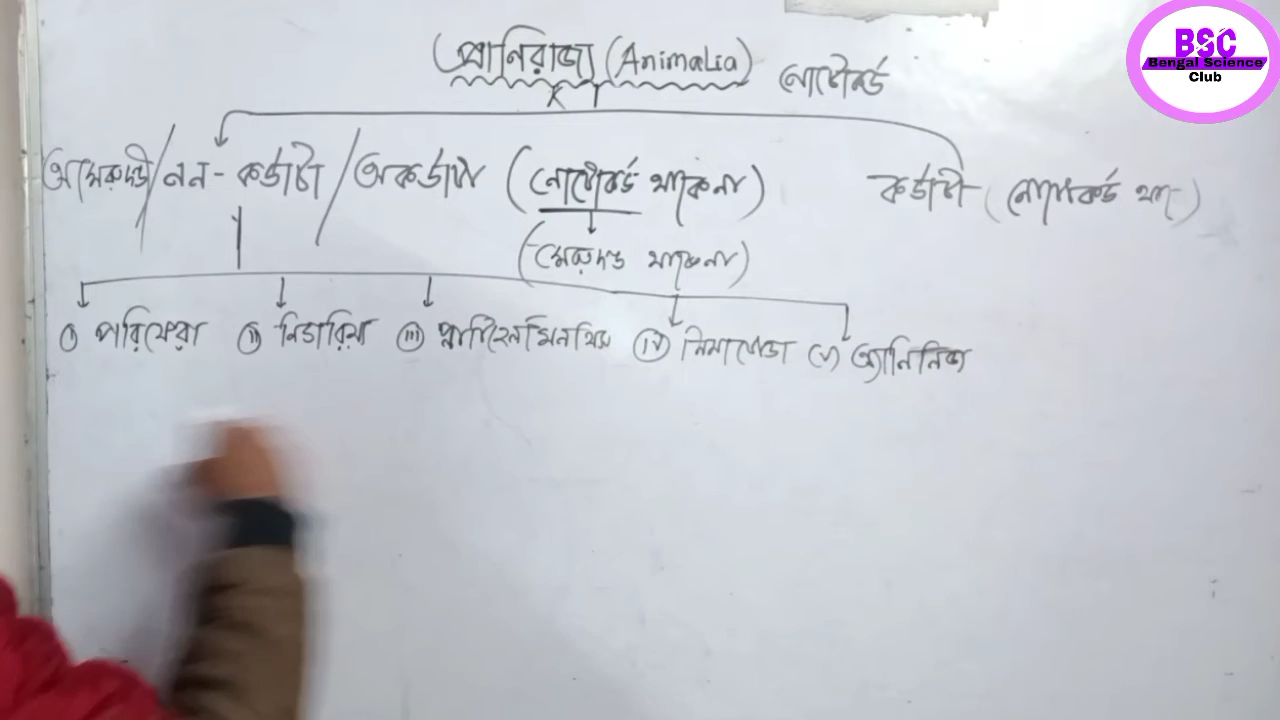 প্রাণিরাজ্য (Animalia) নোটোকর্ড
অমেরুদণ্ডী/নন-কর্ডাটা/অকর্ডাটা (নোটোকর্ড থাকেনা) কর্ডাটা (নোটোকর্ড
(মেরুদণ্ড থাকেনা)
(i) পরিফেরা (ii) নিডারিয়া (iii) প্লাটিহেলমিনথিস (iv) নিমাটোডা (v) অ্যানিলিডা
BSC
Bengal Science
Club